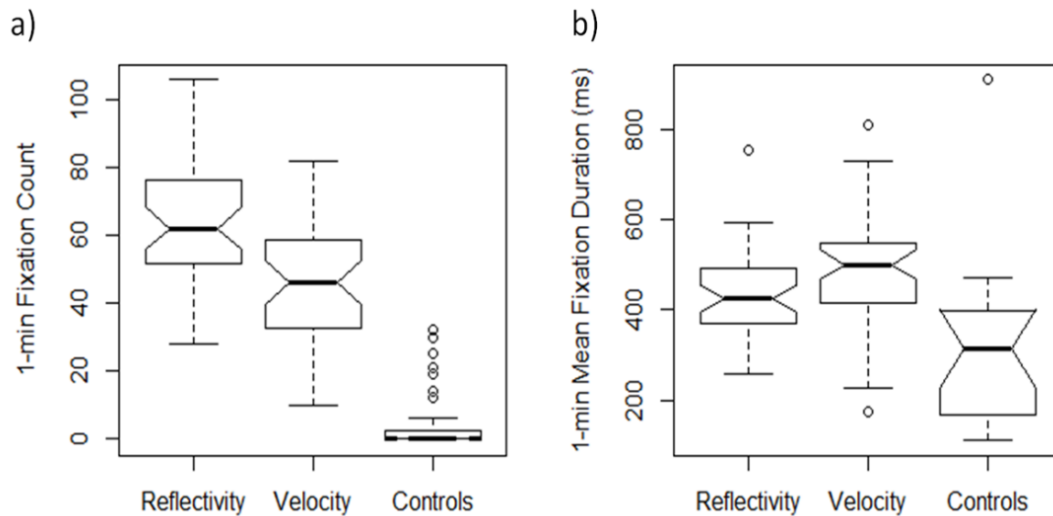 a)
1-min Fixation Count
100
80
60
40
20
0
Reflectivity Velocity Controls
b)
1-min Mean Fixation Duration (ms)
800
600
400
200
Reflectivity Velocity Controls